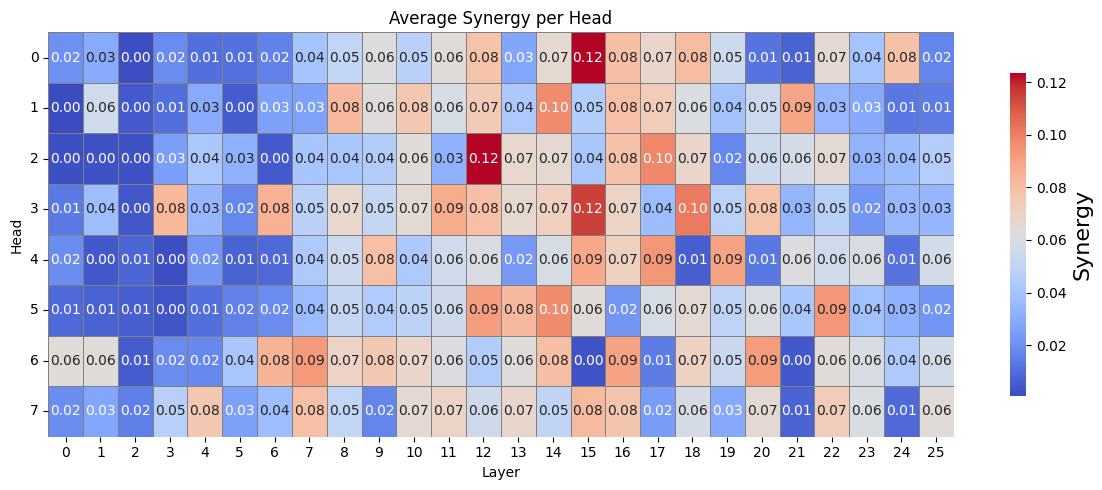 Average Synergy per Head
0 0.02 0.03 0.00 0.02 0.01 0.01 0.02 0.04 0.05 0.06 0.05 0.06 0.08 0.03 0.07 0.12 0.08 0.07 0.08 0.05 0.01 0.01 0.07 0.04 0.08 0.02
1 0.00 0.06 0.00 0.01 0.03 0.00 0.03 0.03 0.08 0.06 0.08 0.06 0.07 0.04 0.10 0.05 0.08 0.07 0.06 0.04 0.05 0.09 0.03 0.03 0.01 0.01
2 0.00 0.00 0.00 0.03 0.04 0.03 0.00 0.04 0.04 0.04 0.06 0.03 0.12 0.07 0.07 0.04 0.08 0.10 0.07 0.02 0.06 0.06 0.07 0.03 0.04 0.05
3 0.01 0.04 0.00 0.08 0.03 0.02 0.08 0.05 0.07 0.05 0.07 0.09 0.08 0.07 0.07 0.12 0.07 0.04 0.10 0.05 0.08 0.03 0.05 0.02 0.03 0.03
4 0.02 0.00 0.01 0.00 0.02 0.01 0.01 0.04 0.05 0.08 0.04 0.06 0.06 0.02 0.06 0.09 0.07 0.09 0.01 0.09 0.01 0.06 0.06 0.06 0.01 0.06
5 0.01 0.01 0.01 0.00 0.01 0.02 0.02 0.04 0.05 0.04 0.05 0.06 0.09 0.08 0.10 0.06 0.02 0.06 0.07 0.05 0.06 0.04 0.09 0.04 0.03 0.02
6 0.06 0.06 0.01 0.02 0.02 0.04 0.08 0.09 0.07 0.08 0.07 0.06 0.05 0.06 0.08 0.00 0.09 0.01 0.07 0.05 0.09 0.00 0.06 0.06 0.04 0.06
7 0.02 0.03 0.02 0.05 0.08 0.03 0.04 0.08 0.05 0.02 0.07 0.07 0.06 0.07 0.05 0.08 0.08 0.02 0.06 0.03 0.07 0.01 0.07 0.06 0.01 0.06
0 1 2 3 4 5 6 7 8 9 10 11 12 13 14 15 16 17 18 19 20 21 22 23 24 25
Layer
Head
0.12
0.10
0.08
0.06
0.04
0.02
Synergy